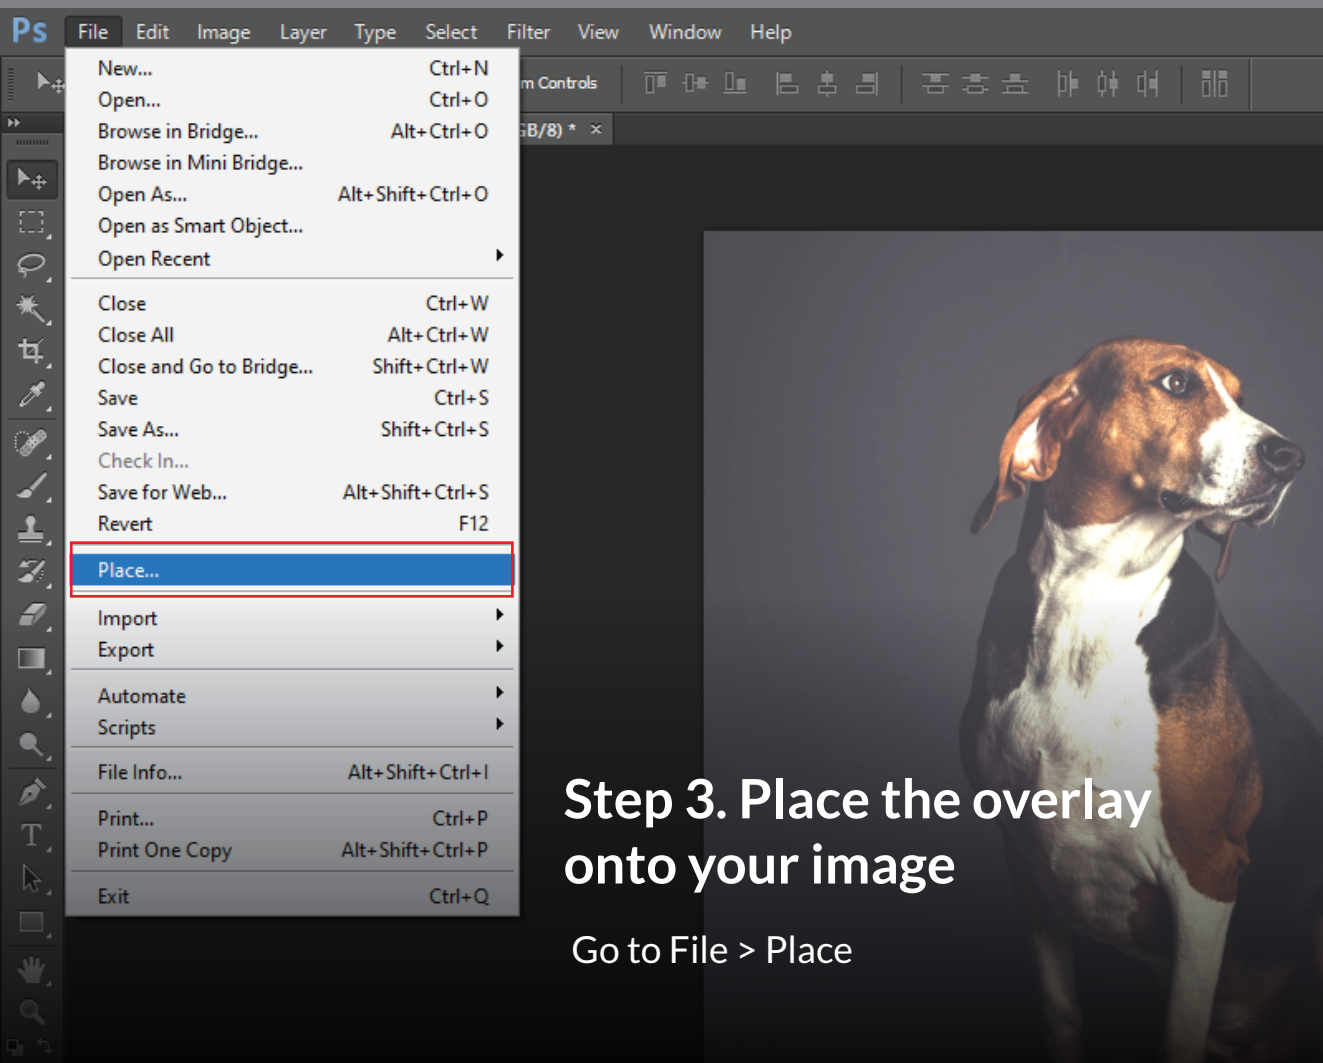 Ps File Edit Image Layer Type Select Filter View Window Help
m Controls
GB/8) * ×
New... Ctrl+N
Open... Ctrl+O
Browse in Bridge... Alt+Ctrl+O
Browse in Mini Bridge...
Open As... Alt+Shift+Ctrl+O
Open as Smart Object...
Open Recent
Close Ctrl+W
Close All Alt+Ctrl+W
Close and Go to Bridge... Shift+Ctrl+W
Save Ctrl+S
Save As... Shift+Ctrl+S
Check In...
Save for Web... Alt+Shift+Ctrl+S
Revert F12
Place...
Import
Export
Automate
Scripts
File Info... Alt+Shift+Ctrl+I
Print... Ctrl+P
Print One Copy Alt+Shift+Ctrl+P
Exit Ctrl+Q
Step 3. Place the overlay
onto your image
Go to File > Place